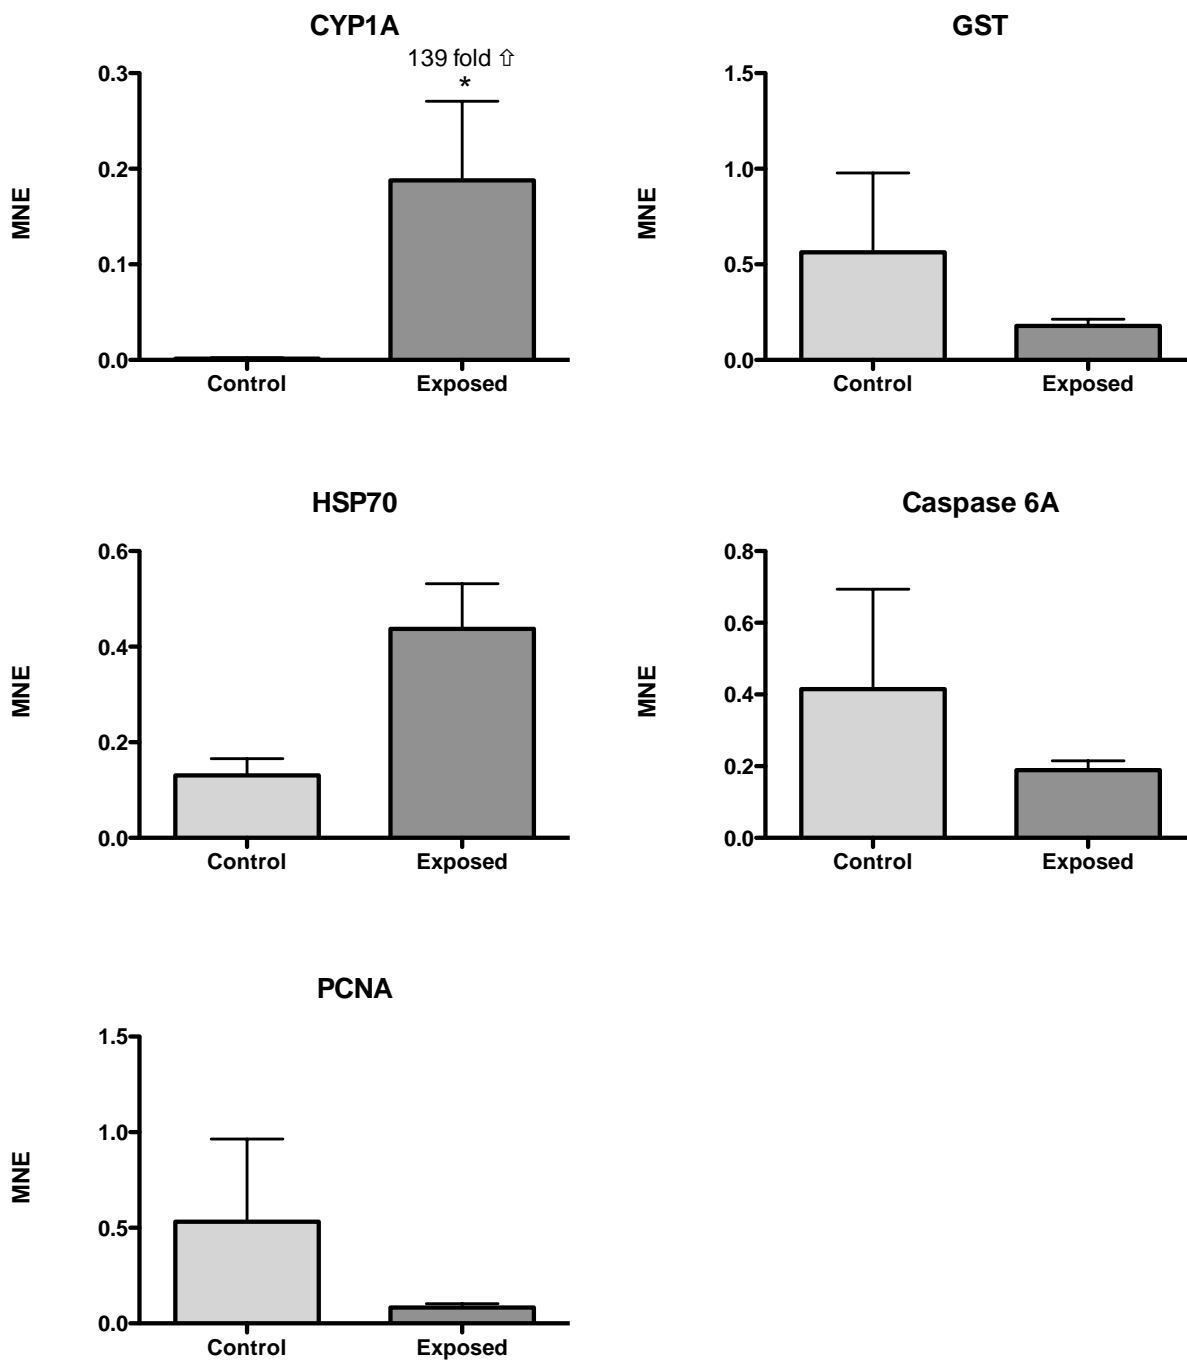 CYP1A
139 fold ⇧
*
MNE
0.3
0.2
0.1
0.0
Control Exposed
GST
MNE
1.5
1.0
0.5
0.0
Control Exposed
HSP70
MNE
0.6
0.4
0.2
0.0
Control Exposed
Caspase 6A
MNE
0.8
0.6
0.4
0.2
0.0
Control Exposed
PCNA
MNE
1.5
1.0
0.5
0.0
Control Exposed